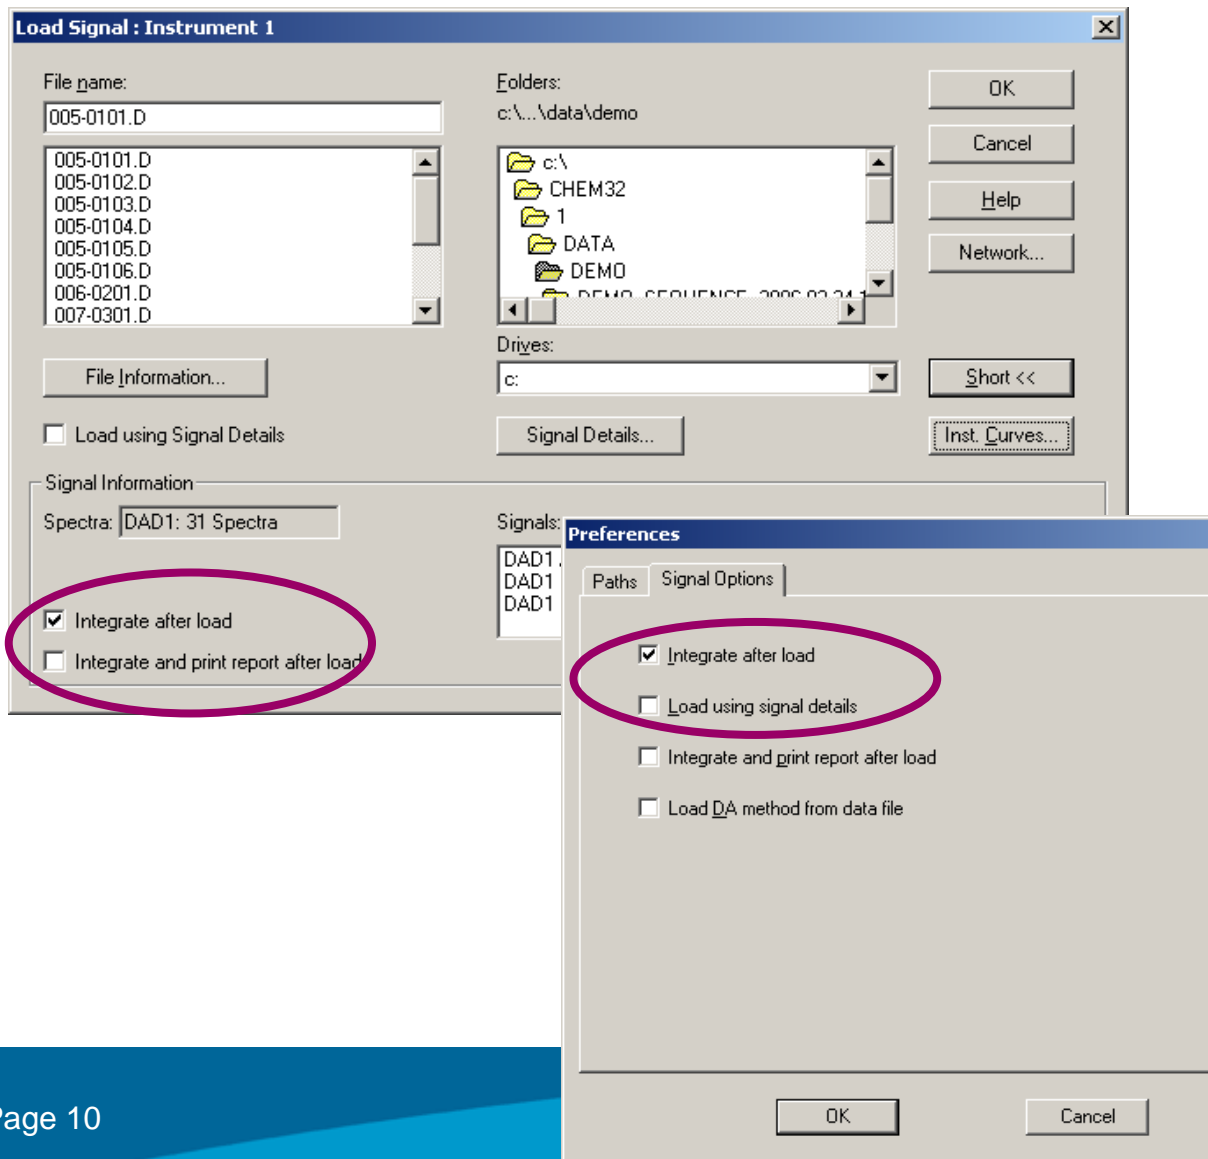 Load Signal : Instrument 1
File name:
005-0101.D
005-0101.D
005-0102.D
005-0103.D
005-0104.D
005-0105.D
005-0106.D
006-0201.D
007-0301.D
Folders:
c:\...\data\demo
c:\
CHEM32
1
DATA
DEMO
OK
Cancel
Help
Network...
Drives:
c:
File Information...
Short <<
Load using Signal Details
Signal Details...
Inst. Curves...
Signal Information
Spectra: DAD1: 31 Spectra
Signals:
DAD1
DAD1
DAD1
Integrate after load
Integrate and print report after load
Preferences
Paths
Signal Options
Integrate after load
Load using signal details
Integrate and print report after load
Load DA method from data file
OK
Cancel
Page 10